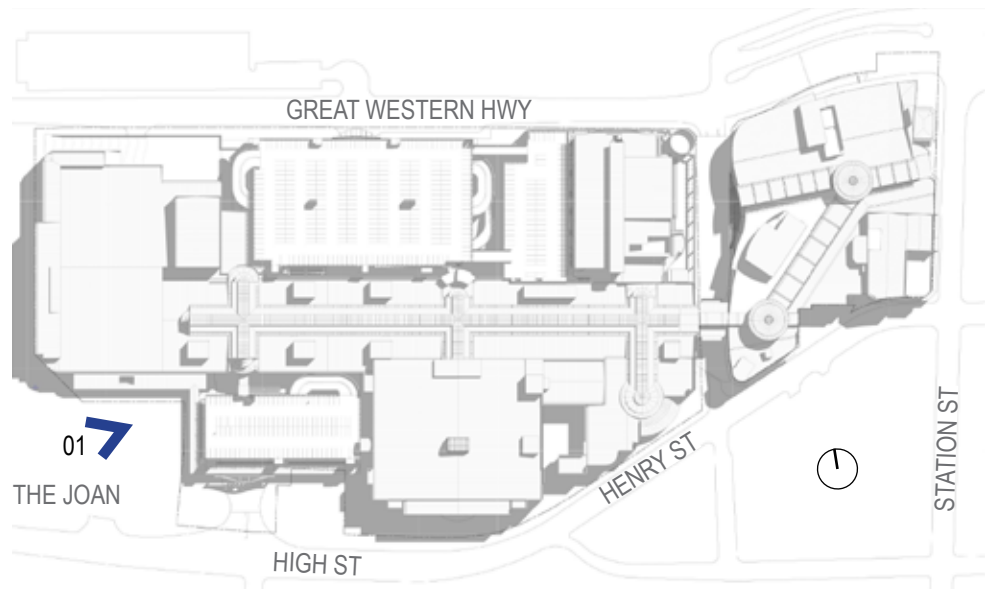 GREAT WESTERN HWY
01
THE JOAN
HENRY ST
STATION ST
HIGH ST